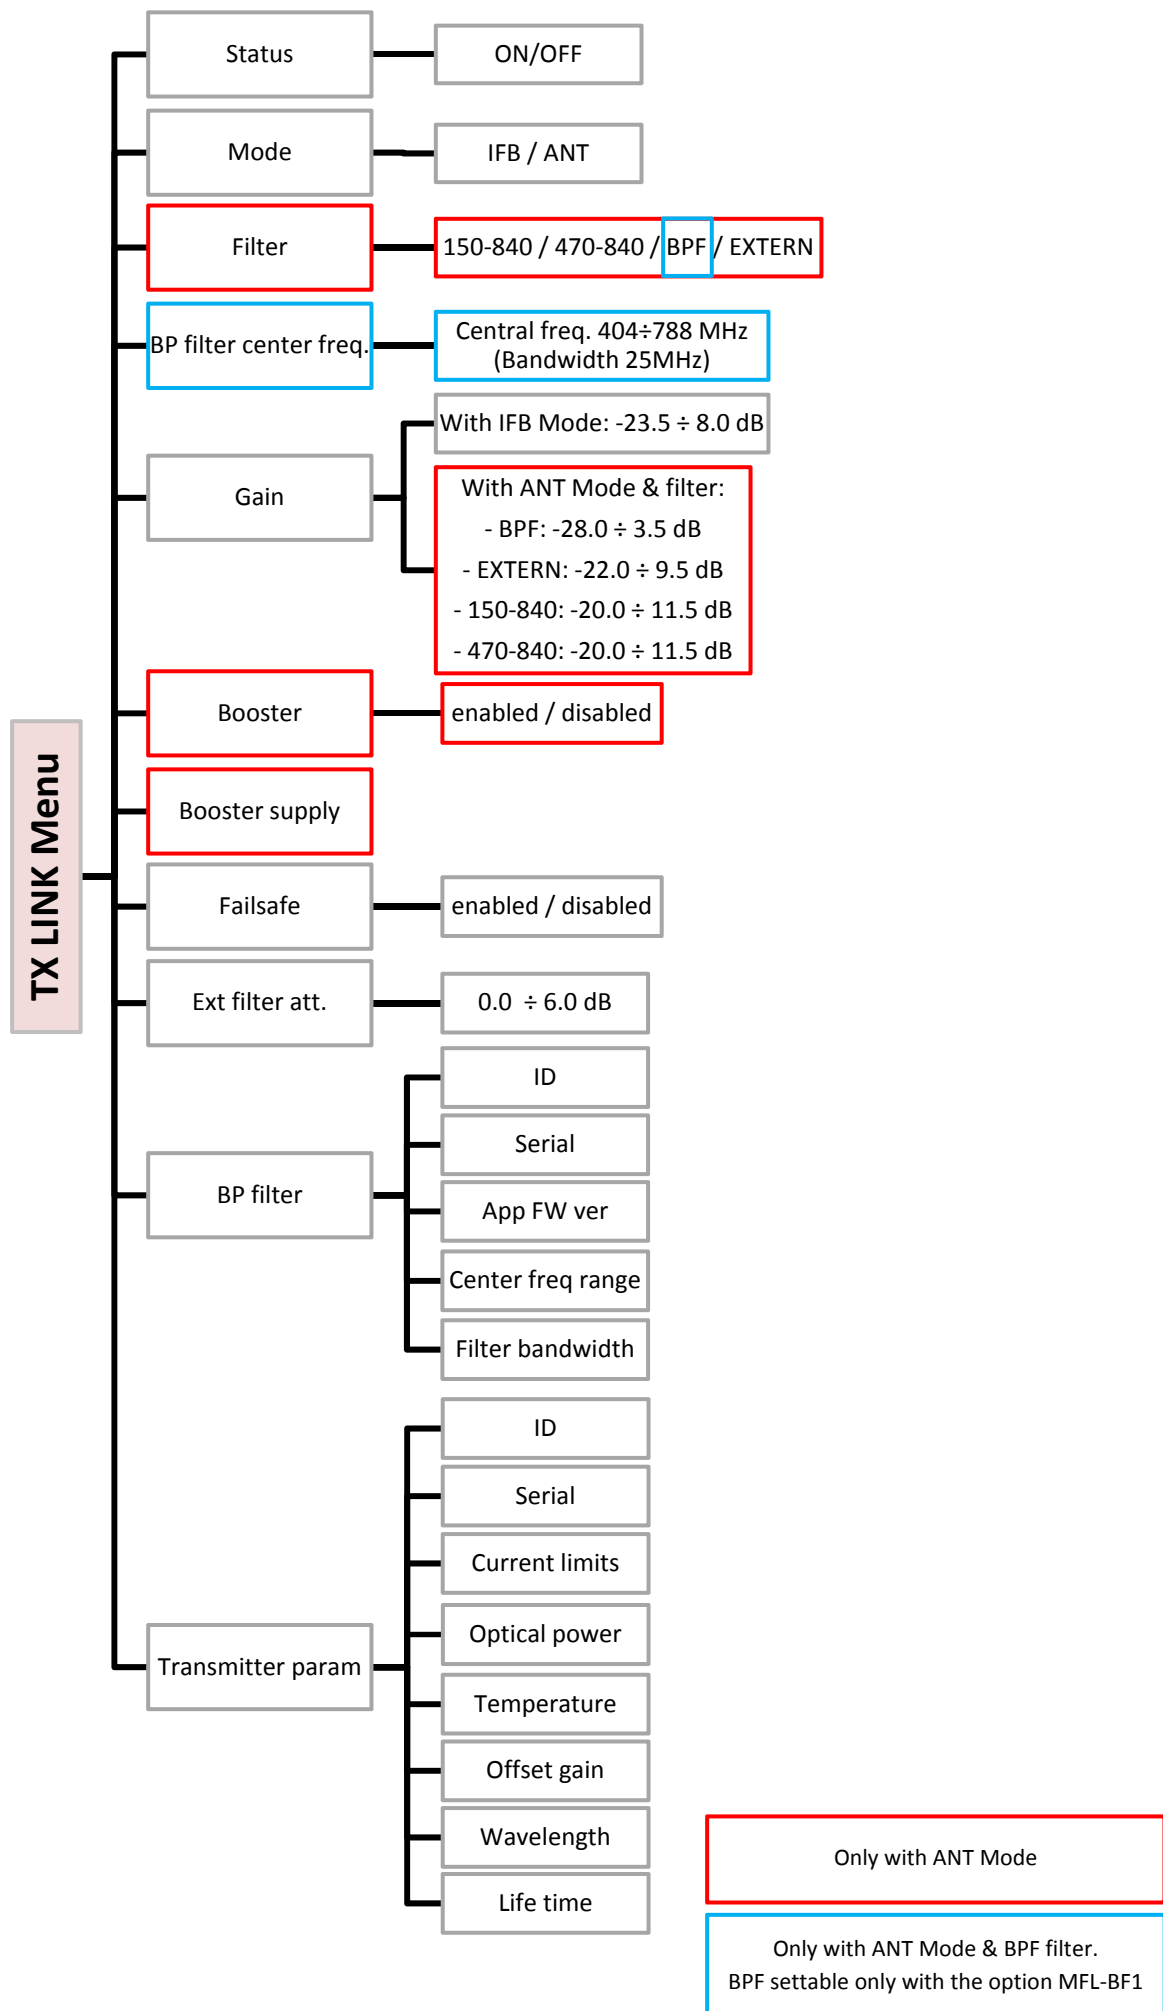 TX LINK Menu
Status
ON/OFF
Mode
IFB / ANT
Filter
150-840 / 470-840 / BPF / EXTERN
BP filter center freq.
Central freq. 404÷788 MHz
(Bandwidth 25MHz)
Gain
With IFB Mode: -23.5 ÷ 8.0 dB
With ANT Mode & filter:
- BPF: -28.0 ÷ 3.5 dB
- EXTERN: -22.0 ÷ 9.5 dB
- 150-840: -20.0 ÷ 11.5 dB
- 470-840: -20.0 ÷ 11.5 dB
Booster
enabled / disabled
Booster supply
Failsafe
enabled / disabled
Ext filter att.
0.0 ÷ 6.0 dB
BP filter
ID
Serial
App FW ver
Center freq range
Filter bandwidth
Transmitter param
ID
Serial
Current limits
Optical power
Temperature
Offset gain
Wavelength
Life time
Only with ANT Mode
Only with ANT Mode & BPF filter.
BPF settable only with the option MFL-BF1